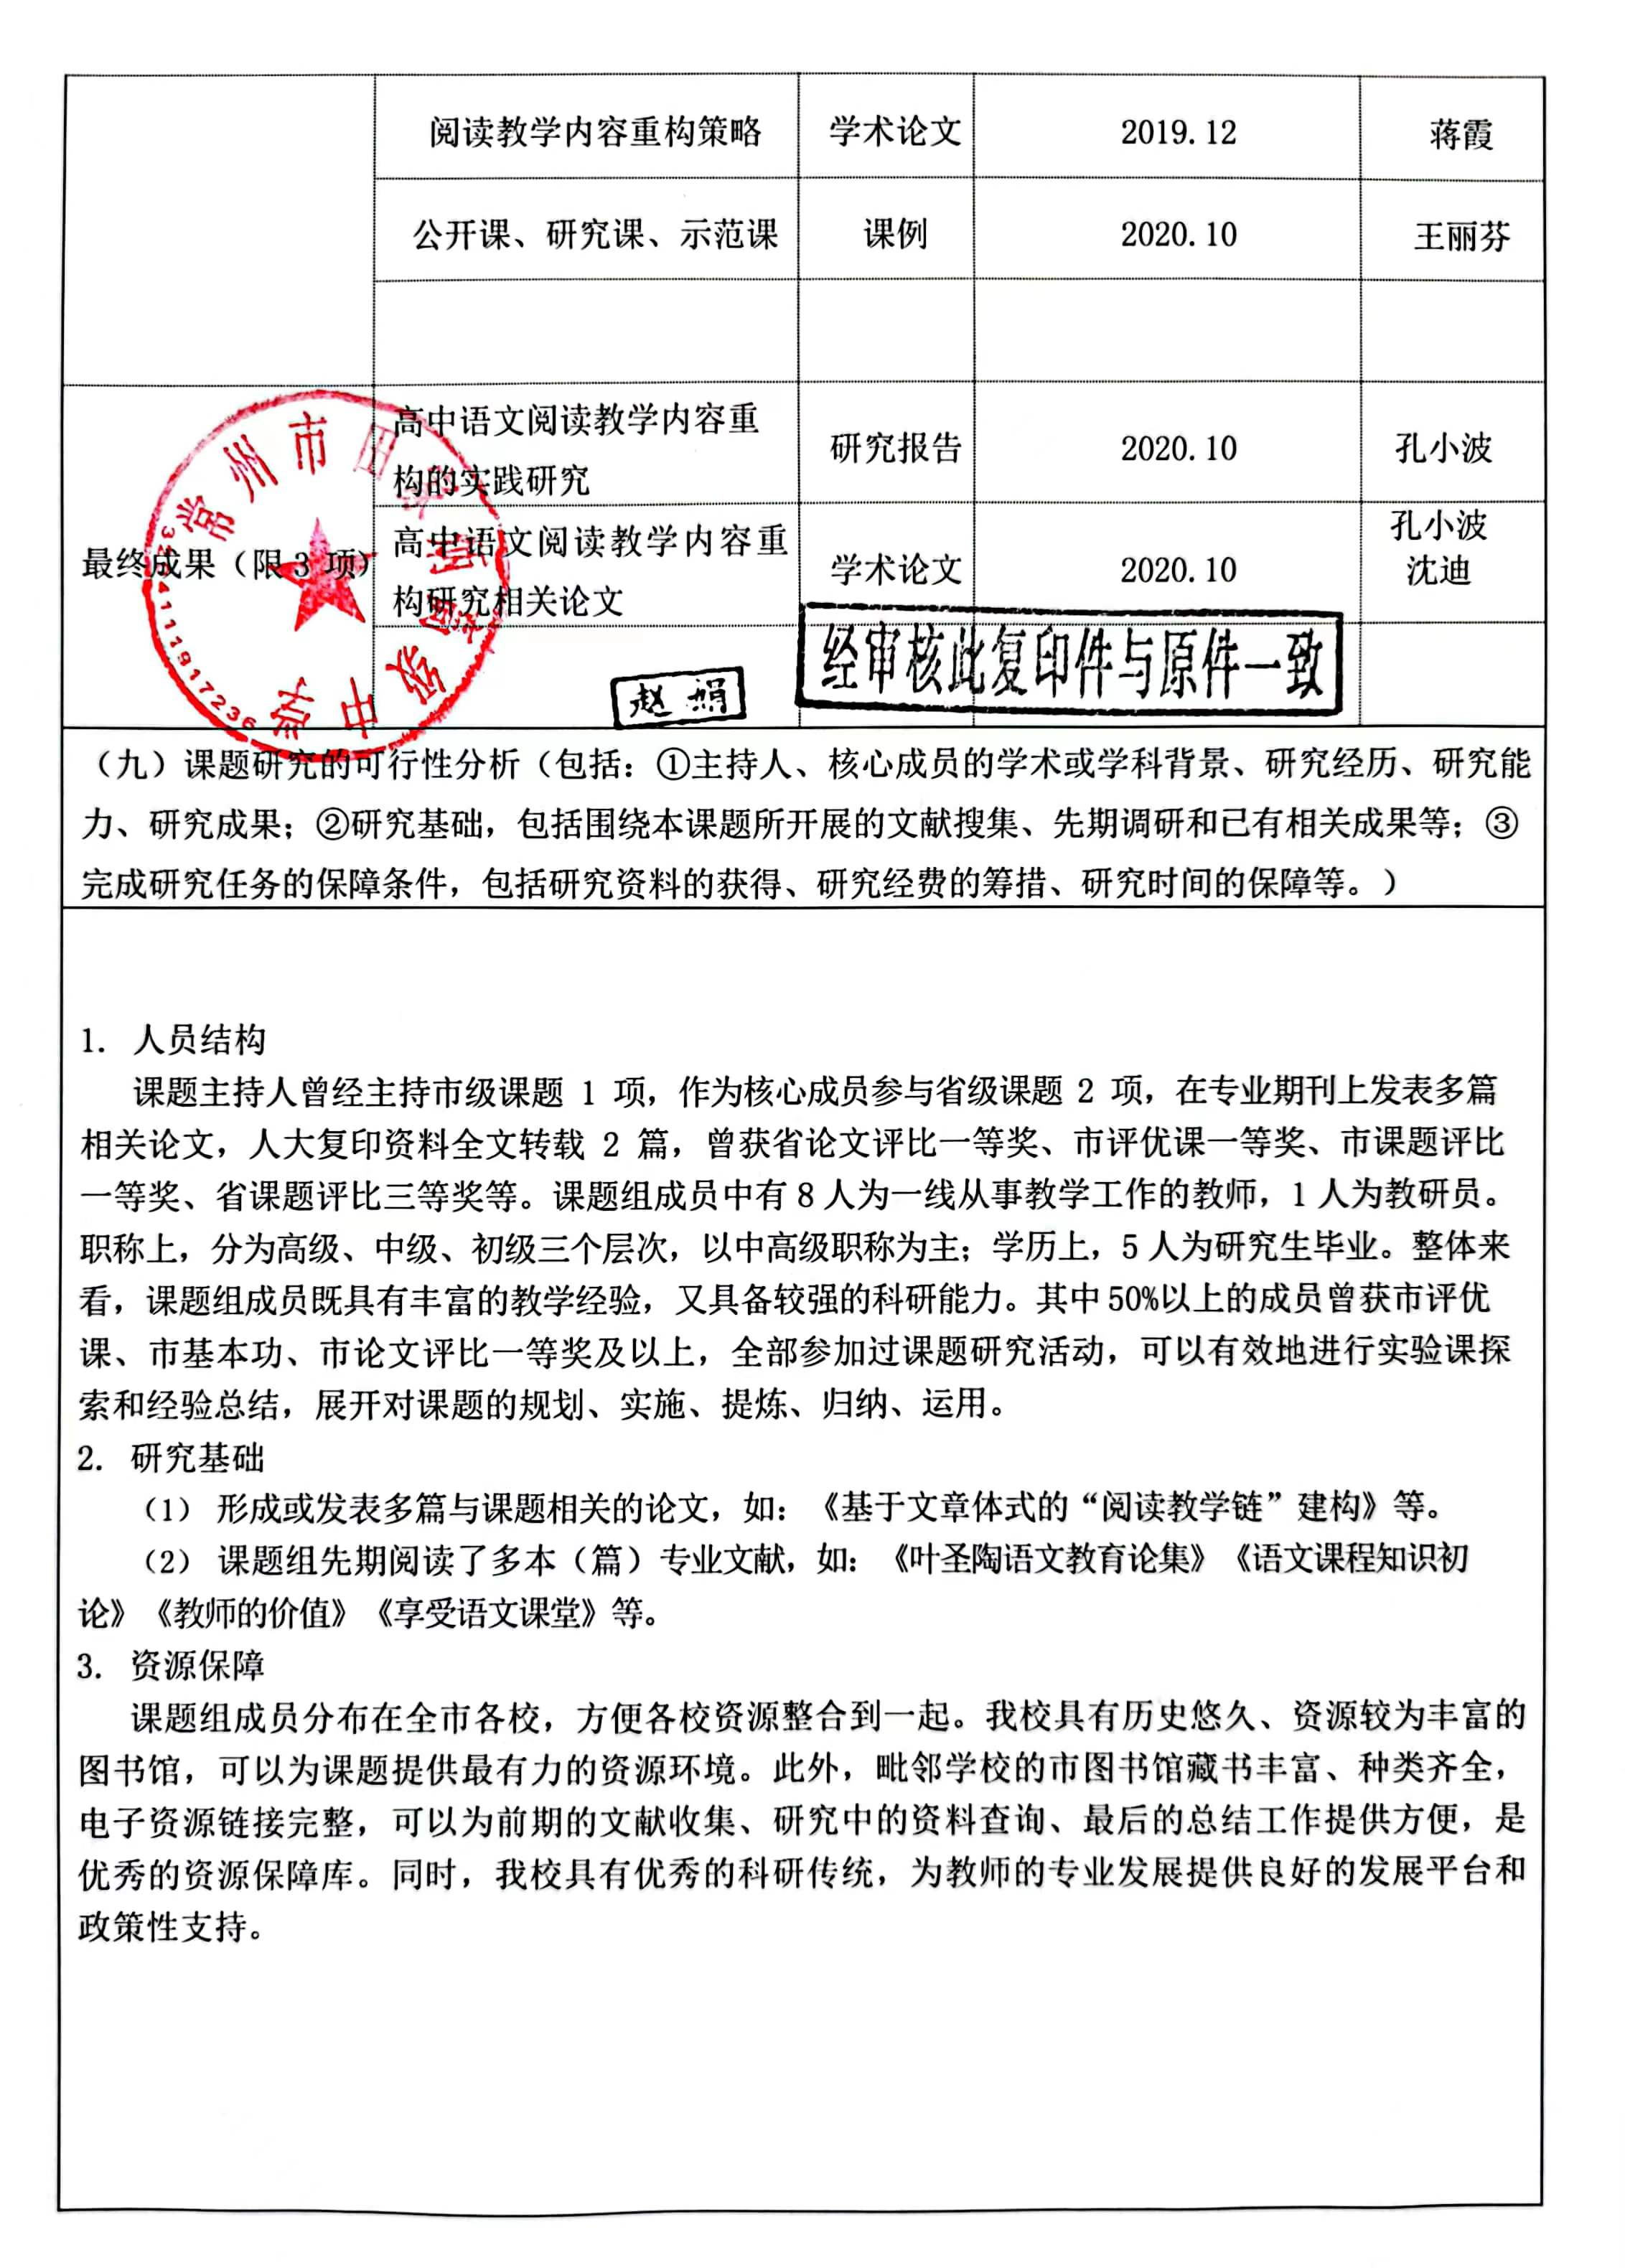 阅读教学内容重构策略 学术论文 2019.12 蒋霞
公开课、研究课、示范课 课例 2020.10 王丽芬
高中语文阅读教学内容重
构的实践研究 研究报告 2020.10 孔小波
最终成果（限 3 项）
高中语文阅读教学内容重
构研究相关论文 学术论文 2020.10 孔小波
沈迪
常州市田家炳高级中学
3204111917236
赵娟
经审核此复印件与原件一致
（九）课题研究的可行性分析（包括：①主持人、核心成员的学术或学科背景、研究经历、研究能
力、研究成果；②研究基础，包括围绕本课题所开展的文献搜集、先期调研和已有相关成果等；③
完成研究任务的保障条件，包括研究资料的获得、研究经费的筹措、研究时间的保障等。）
1. 人员结构
课题主持人曾经主持市级课题 1 项，作为核心成员参与省级课题 2 项，在专业期刊上发表多篇
相关论文，人大复印资料全文转载 2 篇，曾获省论文评比一等奖、市评优课一等奖、市课题评比
一等奖、省课题评比三等奖等。课题组成员中有 8 人为一线从事教学工作的教师，1 人为教研员。
职称上，分为高级、中级、初级三个层次，以中高级职称为主；学历上，5 人为研究生毕业。整体来
看，课题组成员既具有丰富的教学经验，又具备较强的科研能力。其中 50%以上的成员曾获市评优
课、市基本功、市论文评比一等奖及以上，全部参加过课题研究活动，可以有效地进行实验课探
索和经验总结，展开对课题的规划、实施、提炼、归纳、运用。
2. 研究基础
（1） 形成或发表多篇与课题相关的论文，如：《基于文章体式的“阅读教学链”建构》等。
（2） 课题组先期阅读了多本（篇）专业文献，如：《叶圣陶语文教育论集》《语文课程知识初
论》《教师的价值》《享受语文课堂》等。
3. 资源保障
课题组成员分布在全市各校，方便各校资源整合到一起。我校具有历史悠久、资源较为丰富的
图书馆，可以为课题提供最有力的资源环境。此外，毗邻学校的市图书馆藏书丰富、种类齐全，
电子资源链接完整，可以为前期的文献收集、研究中的资料查询、最后的总结工作提供方便，是
优秀的资源保障库。同时，我校具有优秀的科研传统，为教师的专业发展提供良好的发展平台和
政策性支持。